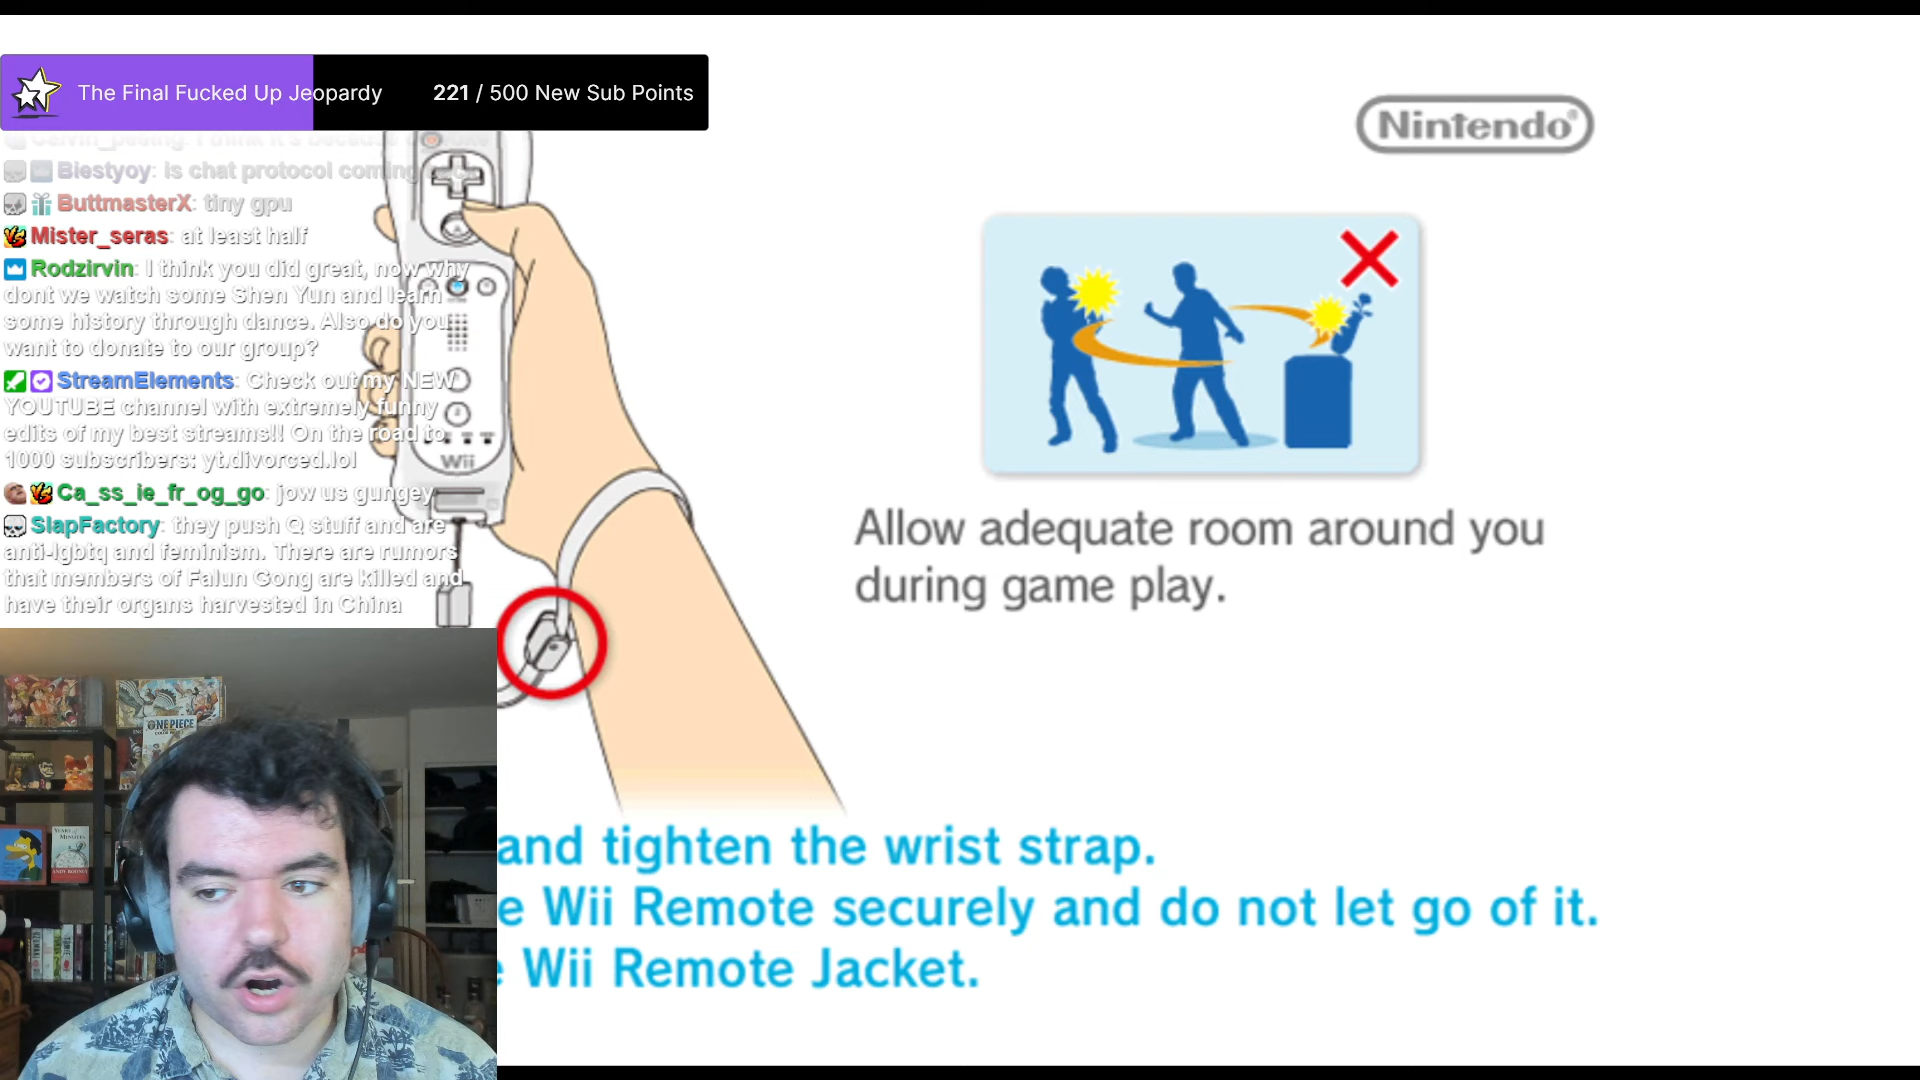 The Final Fucked Up Jeopardy 221 / 500 New Sub Points
Biestyoy: is chat protocol coming
ButtmasterX: tiny gpu
Mister_seras: at least half
Rodzirvin: I think you did great, now why
dont we watch some Shen Yun and learn
some history through dance. Also do you
want to donate to our group?
StreamElements: Check out my NEW
YOUTUBE channel with extremely funny
edits of my best streams!! On the road to
1000 subscribers: yt.divorced.lol
Ca_ss_ie_fr_og_go: jow us gungey
SlapFactory: they push Q stuff and are
anti-lgbtq and feminism. There are rumors
that members of Falun Gong are killed and
have their organs harvested in China
Wii
Nintendo®
Allow adequate room around you
during game play.
and tighten the wrist strap.
e Wii Remote securely and do not let go of it.
Wii Remote Jacket.
ONE PIECE
ANDY ROONEY